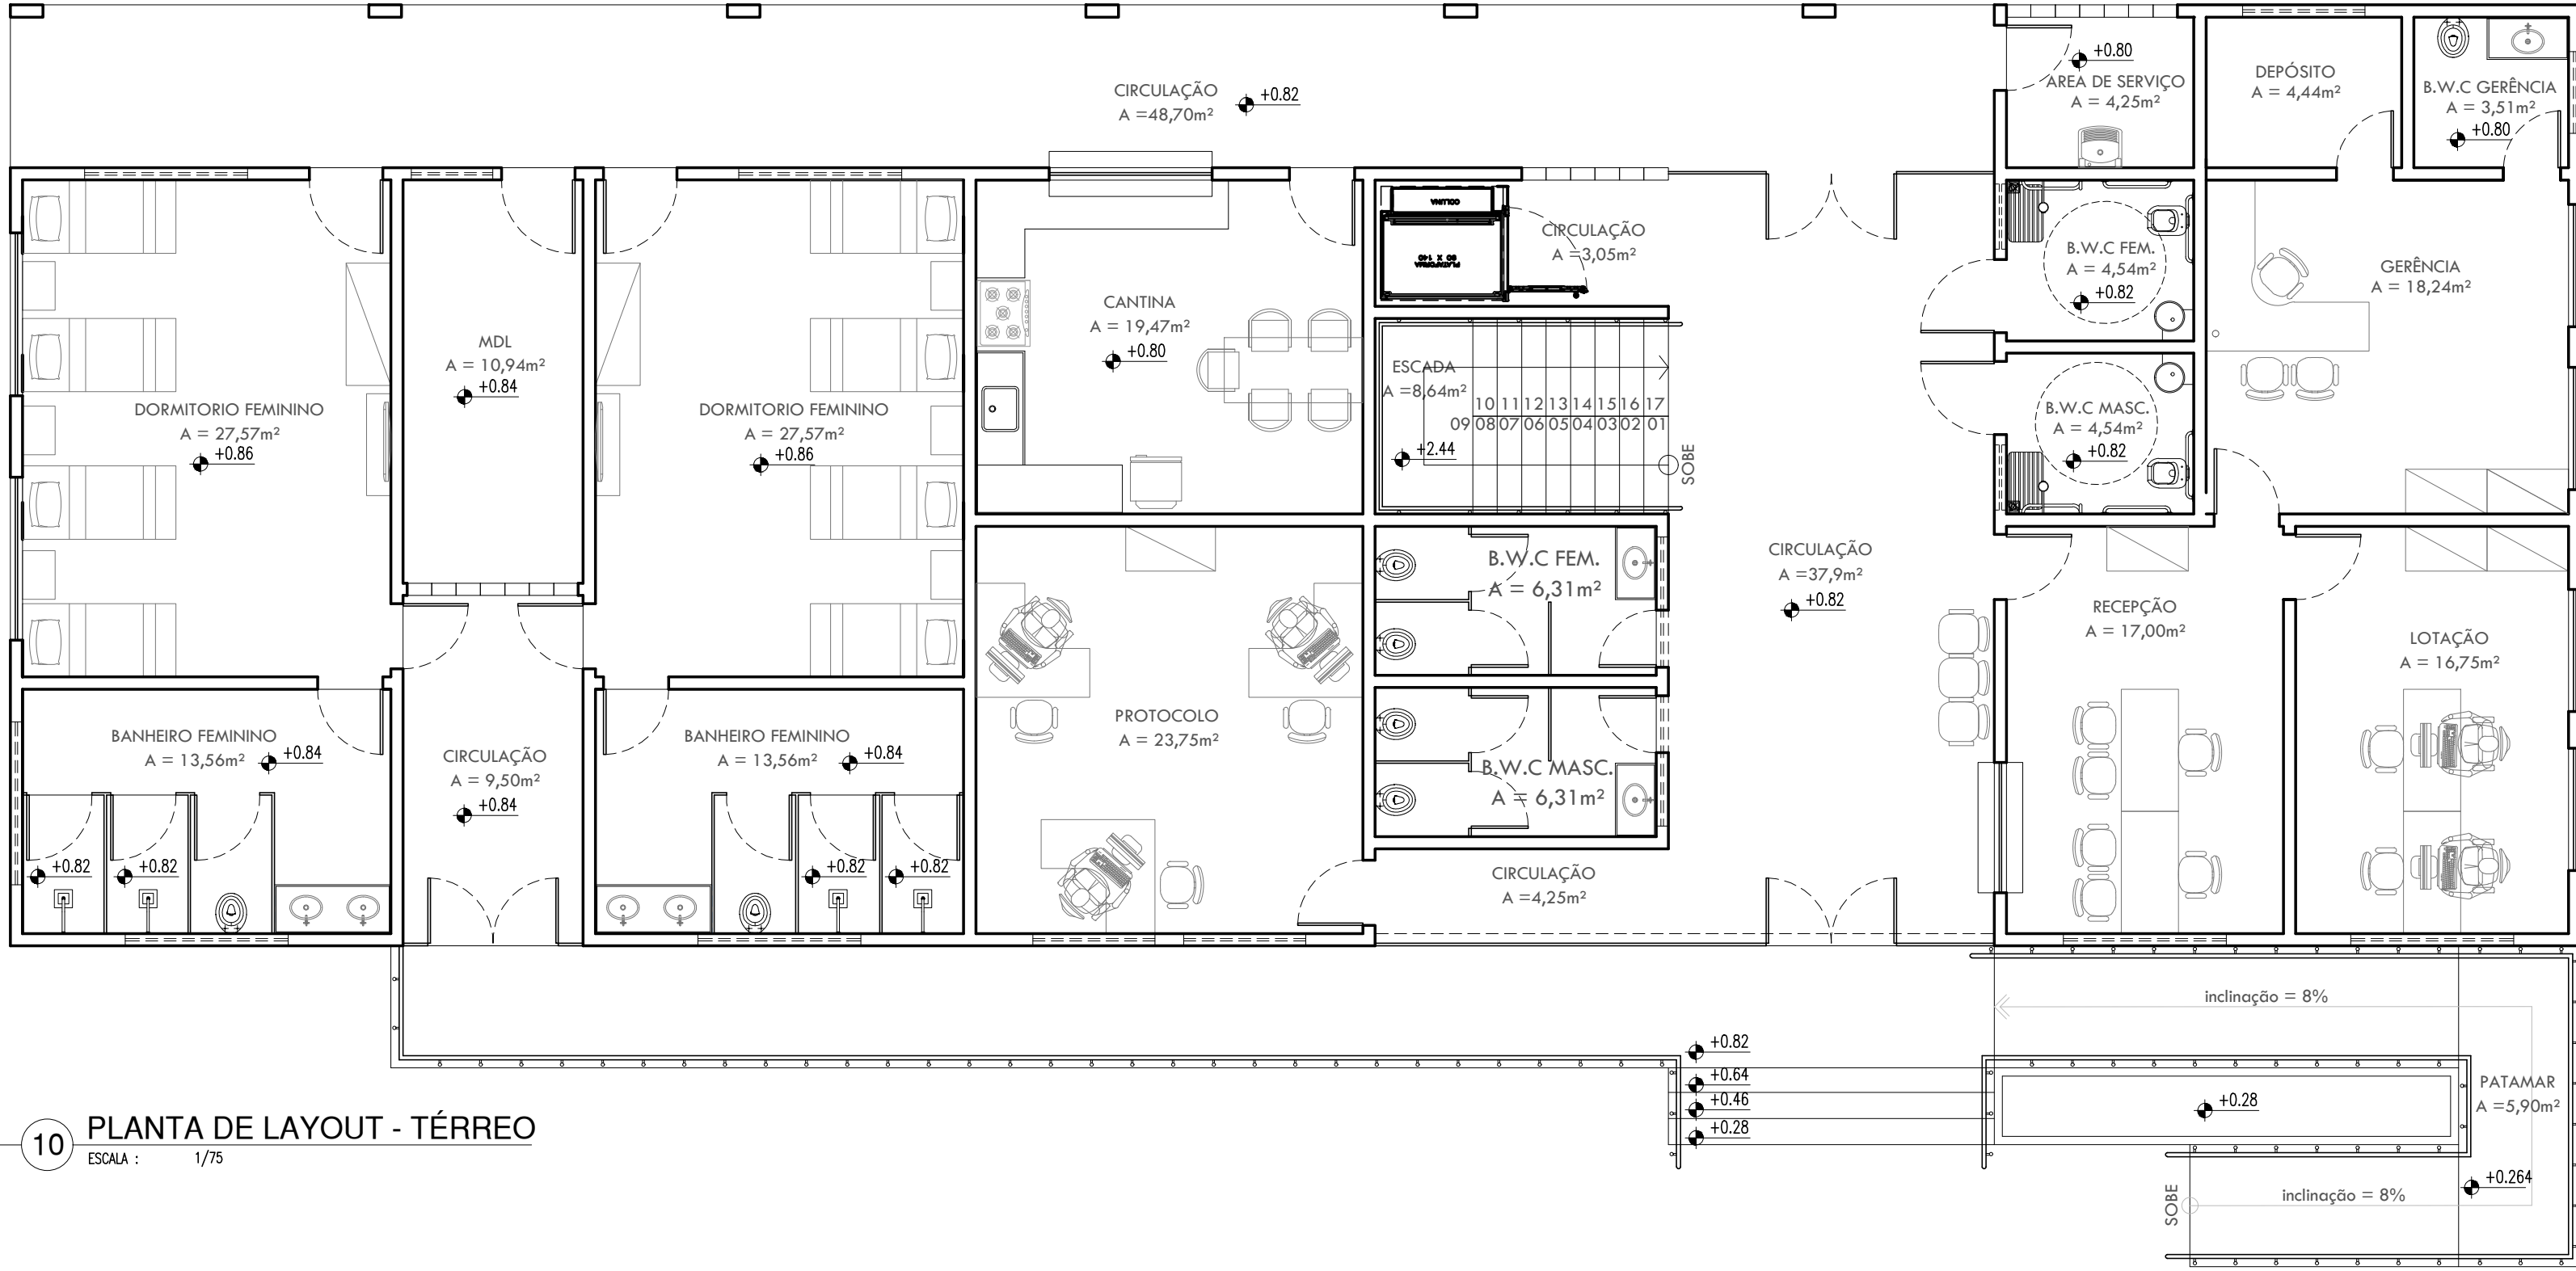 CIRCULAÇÃO
A =48,70m²
+0.82
+0.80
AREA DE SERVIÇO
A = 4,25m²
DEPÓSITO
A = 4,44m²
B.W.C GERÊNCIA
A = 3,51m²
+0.80
COLUNA
PLATAFORMA
90 X 140
CIRCULAÇÃO
A =3,05m²
B.W.C FEM.
A = 4,54m²
+0.82
GERÊNCIA
A = 18,24m²
MDL
A = 10,94m²
+0.84
CANTINA
A = 19,47m²
+0.80
DORMITORIO FEMININO
A = 27,57m²
+0.86
DORMITORIO FEMININO
A = 27,57m²
+0.86
ESCADA
A =8,64m²
10 11 12 13 14 15 16 17
09 08 07 06 05 04 03 02 01
+2.44
SOBE
B.W.C MASC.
A = 4,54m²
+0.82
B.W.C FEM.
A = 6,31m²
CIRCULAÇÃO
A =37,9m²
+0.82
RECEPÇÃO
A = 17,00m²
LOTAÇÃO
A = 16,75m²
BANHEIRO FEMININO
A = 13,56m²
+0.84
CIRCULAÇÃO
A = 9,50m²
+0.84
BANHEIRO FEMININO
A = 13,56m²
+0.84
PROTOCOLO
A = 23,75m²
B.W.C MASC.
A = 6,31m²
+0.82
+0.82
+0.82
+0.82
CIRCULAÇÃO
A =4,25m²
inclinação = 8%
+0.82
+0.64
+0.46
+0.28
+0.28
PATAMAR
A =5,90m²
+0.264
SOBE
inclinação = 8%
10
PLANTA DE LAYOUT - TÉRREO
ESCALA : 1/75